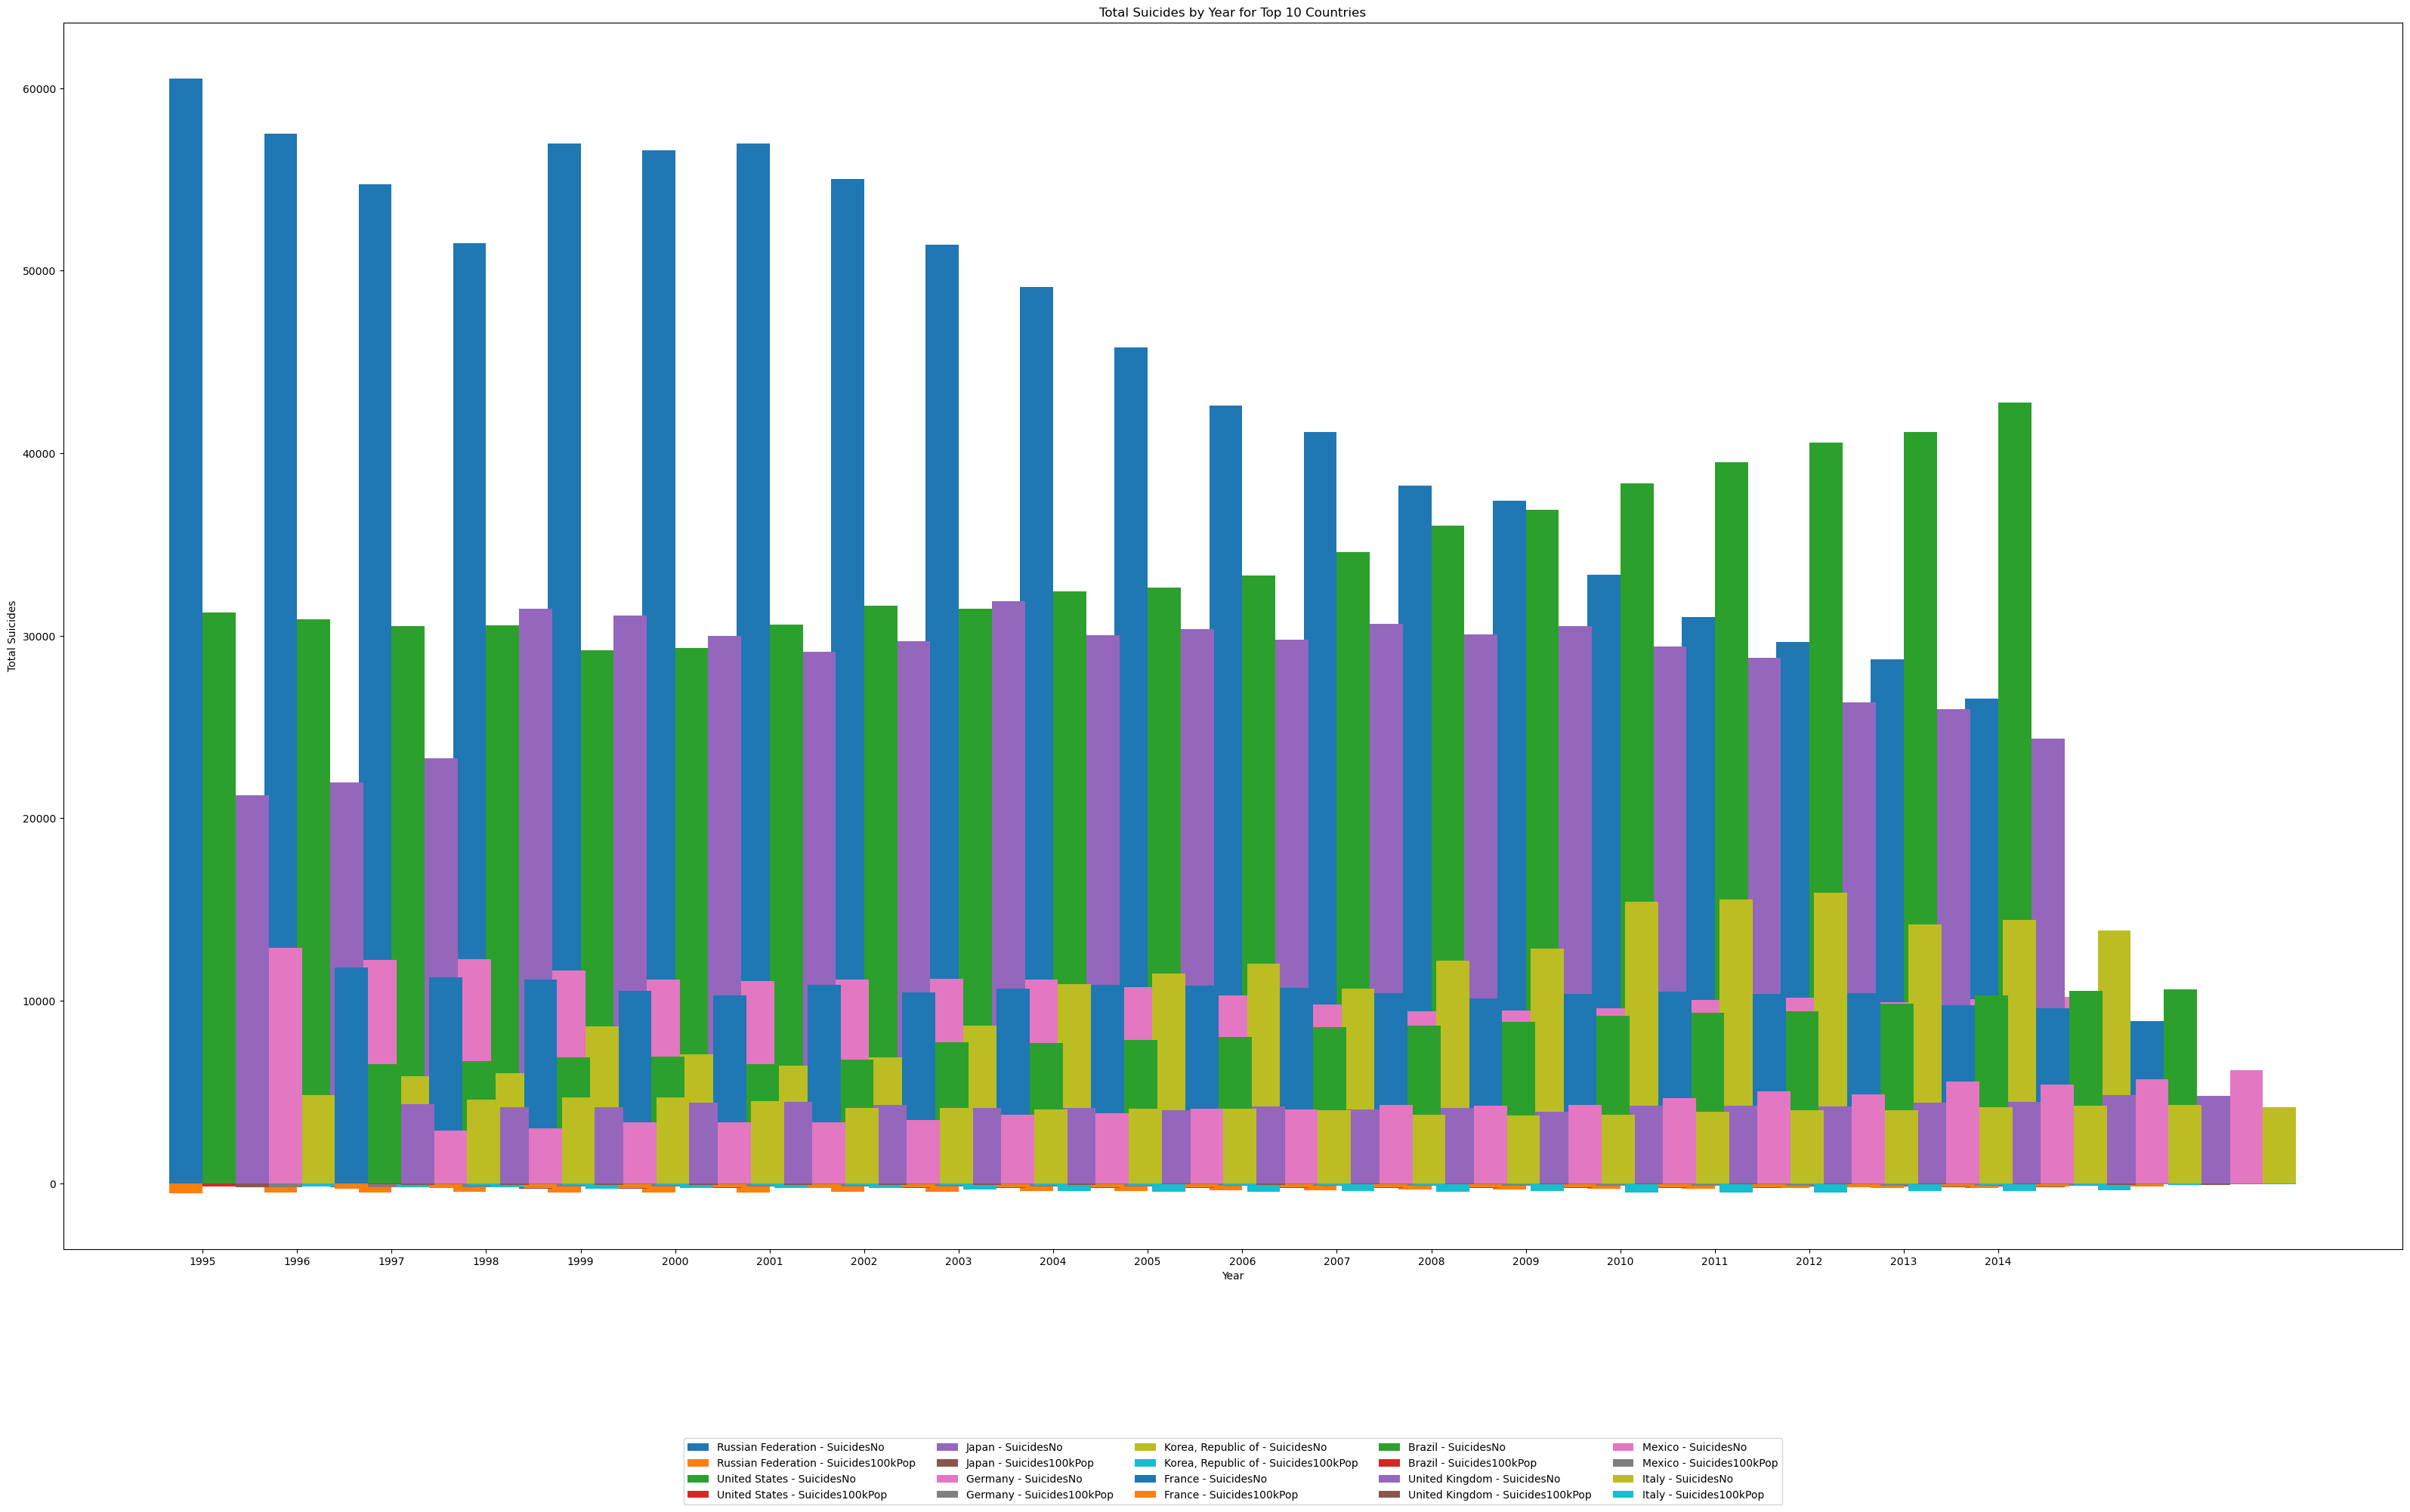 Total Suicides by Year for Top 10 Countries
Total Suicides
60000
50000
40000
30000
20000
10000
0
1995 1996 1997 1998 1999 2000 2001 2002 2003 2004 2005 2006 2007 2008 2009 2010 2011 2012 2013 2014
Year
Russian Federation - SuicidesNo
Russian Federation - Suicides100kPop
United States - SuicidesNo
United States - Suicides100kPop
Japan - SuicidesNo
Japan - Suicides100kPop
Germany - SuicidesNo
Germany - Suicides100kPop
Korea, Republic of - SuicidesNo
Korea, Republic of - Suicides100kPop
France - SuicidesNo
France - Suicides100kPop
Brazil - SuicidesNo
Brazil - Suicides100kPop
United Kingdom - SuicidesNo
United Kingdom - Suicides100kPop
Mexico - SuicidesNo
Mexico - Suicides100kPop
Italy - SuicidesNo
Italy - Suicides100kPop